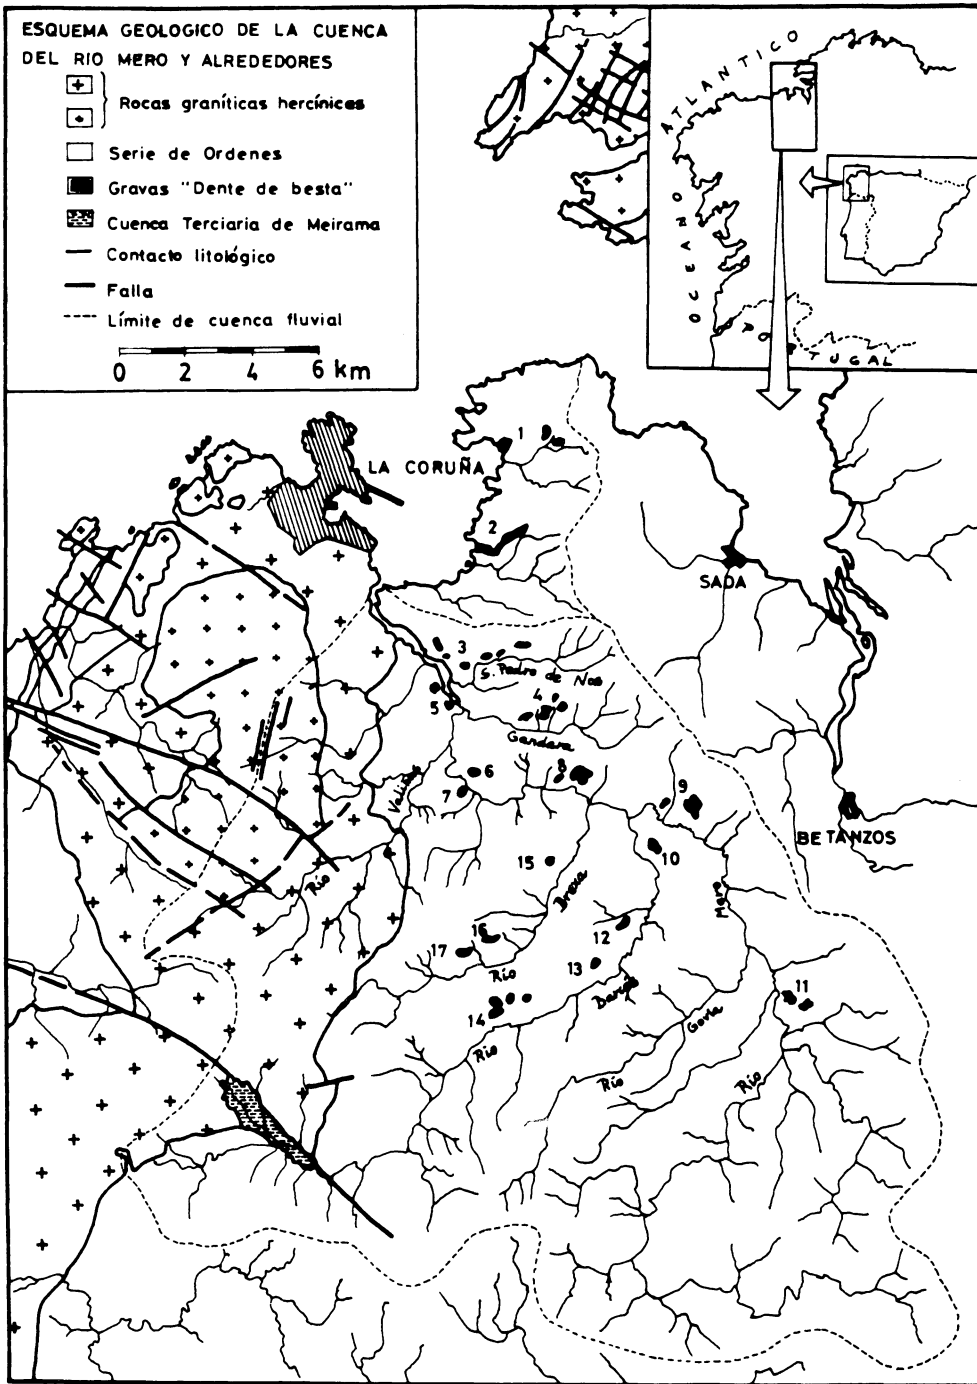 ESQUEMA GEOLOGICO DE LA CUENCA
DEL RIO MERO Y ALREDEDORES
Rocas graníticas hercínicas
Serie de Ordenes
Gravas "Dente de besta"
Cuenca Terciaria de Meirama
Contacto litológico
Falla
Límite de cuenca fluvial
0 2 4 6 km
OCEANO
ATLANTICO
PORTUGAL
LA CORUÑA
1
2
SADA
3
S. Pedro de Nos
4
5
Gandara
6
7
8
9
BETANZOS
10
15
Río
Brexa
Mero
12
16
17
13
Río
Barcés
11
14
Río
Govia
Río
Río